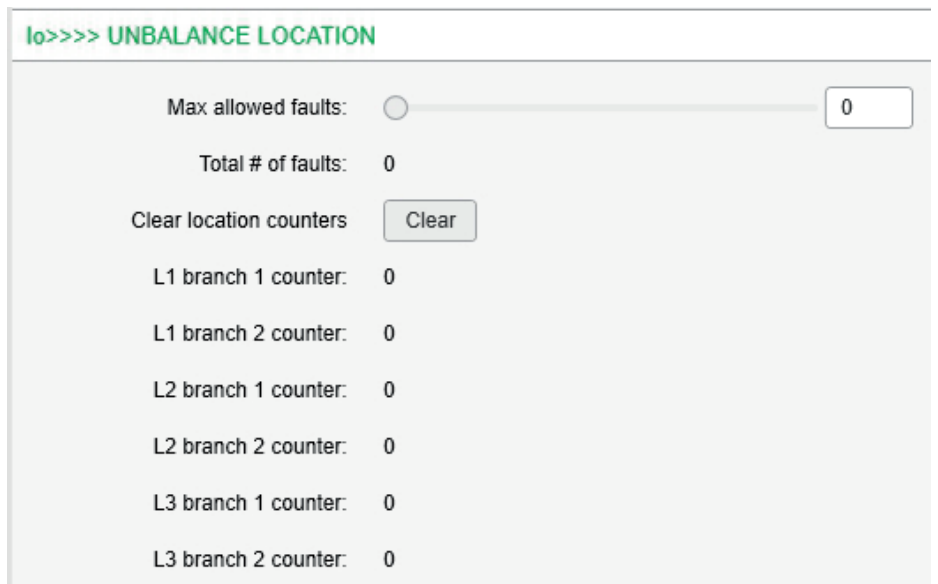 Io>>>> UNBALANCE LOCATION
Max allowed faults: 0
Total # of faults: 0
Clear location counters Clear
L1 branch 1 counter: 0
L1 branch 2 counter: 0
L2 branch 1 counter: 0
L2 branch 2 counter: 0
L3 branch 1 counter: 0
L3 branch 2 counter: 0